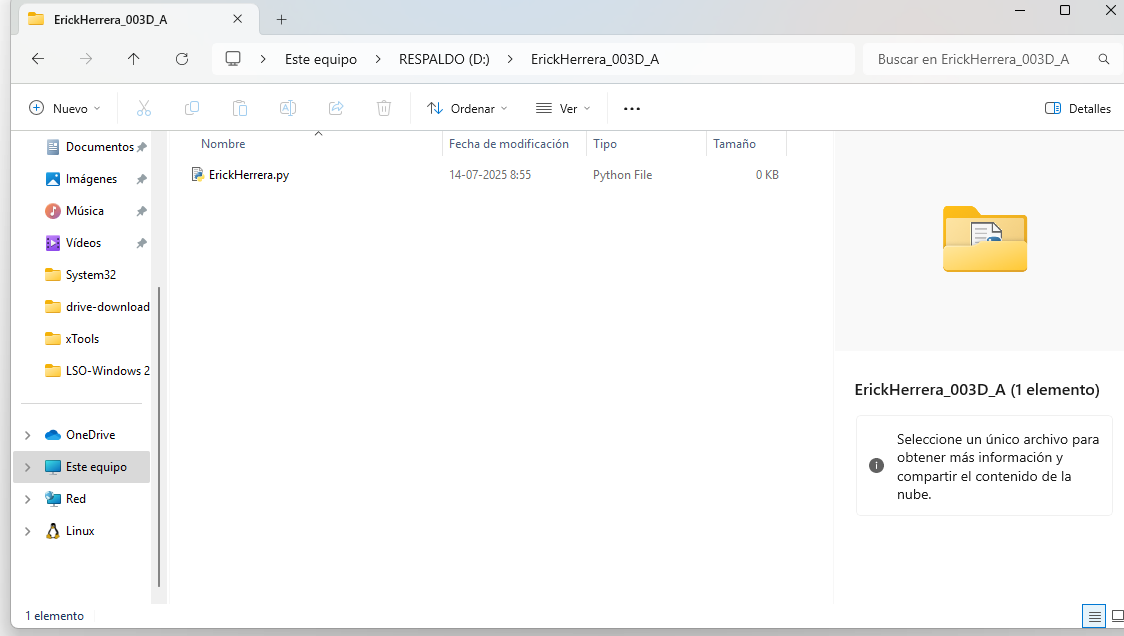 ErickHerrera_003D_A
Este equipo > RESPALDO (D:) > ErickHerrera_003D_A
Buscar en ErickHerrera_003D_A
Nuevo
Ordenar
Ver
Detalles
Documentos
Imágenes
Música
Vídeos
System32
drive-download
xTools
LSO-Windows 2
OneDrive
Este equipo
Red
Linux
Nombre Fecha de modificación Tipo Tamaño
ErickHerrera.py 14-07-2025 8:55 Python File 0 KB
ErickHerrera_003D_A (1 elemento)
Seleccione un único archivo para
obtener más información y
compartir el contenido de la
nube.
1 elemento